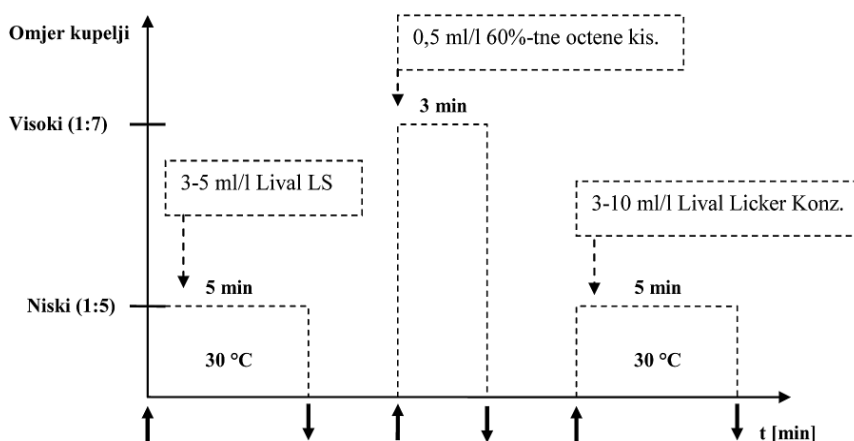 Omjer kupelji
0,5 ml/l 60%-tne octene kis.
3 min
Visoki (1:7)
3-5 ml/l Lival LS
3-10 ml/l Lival Licker Konz.
5 min
5 min
Niski (1:5)
30 °C
30 °C
t [min]